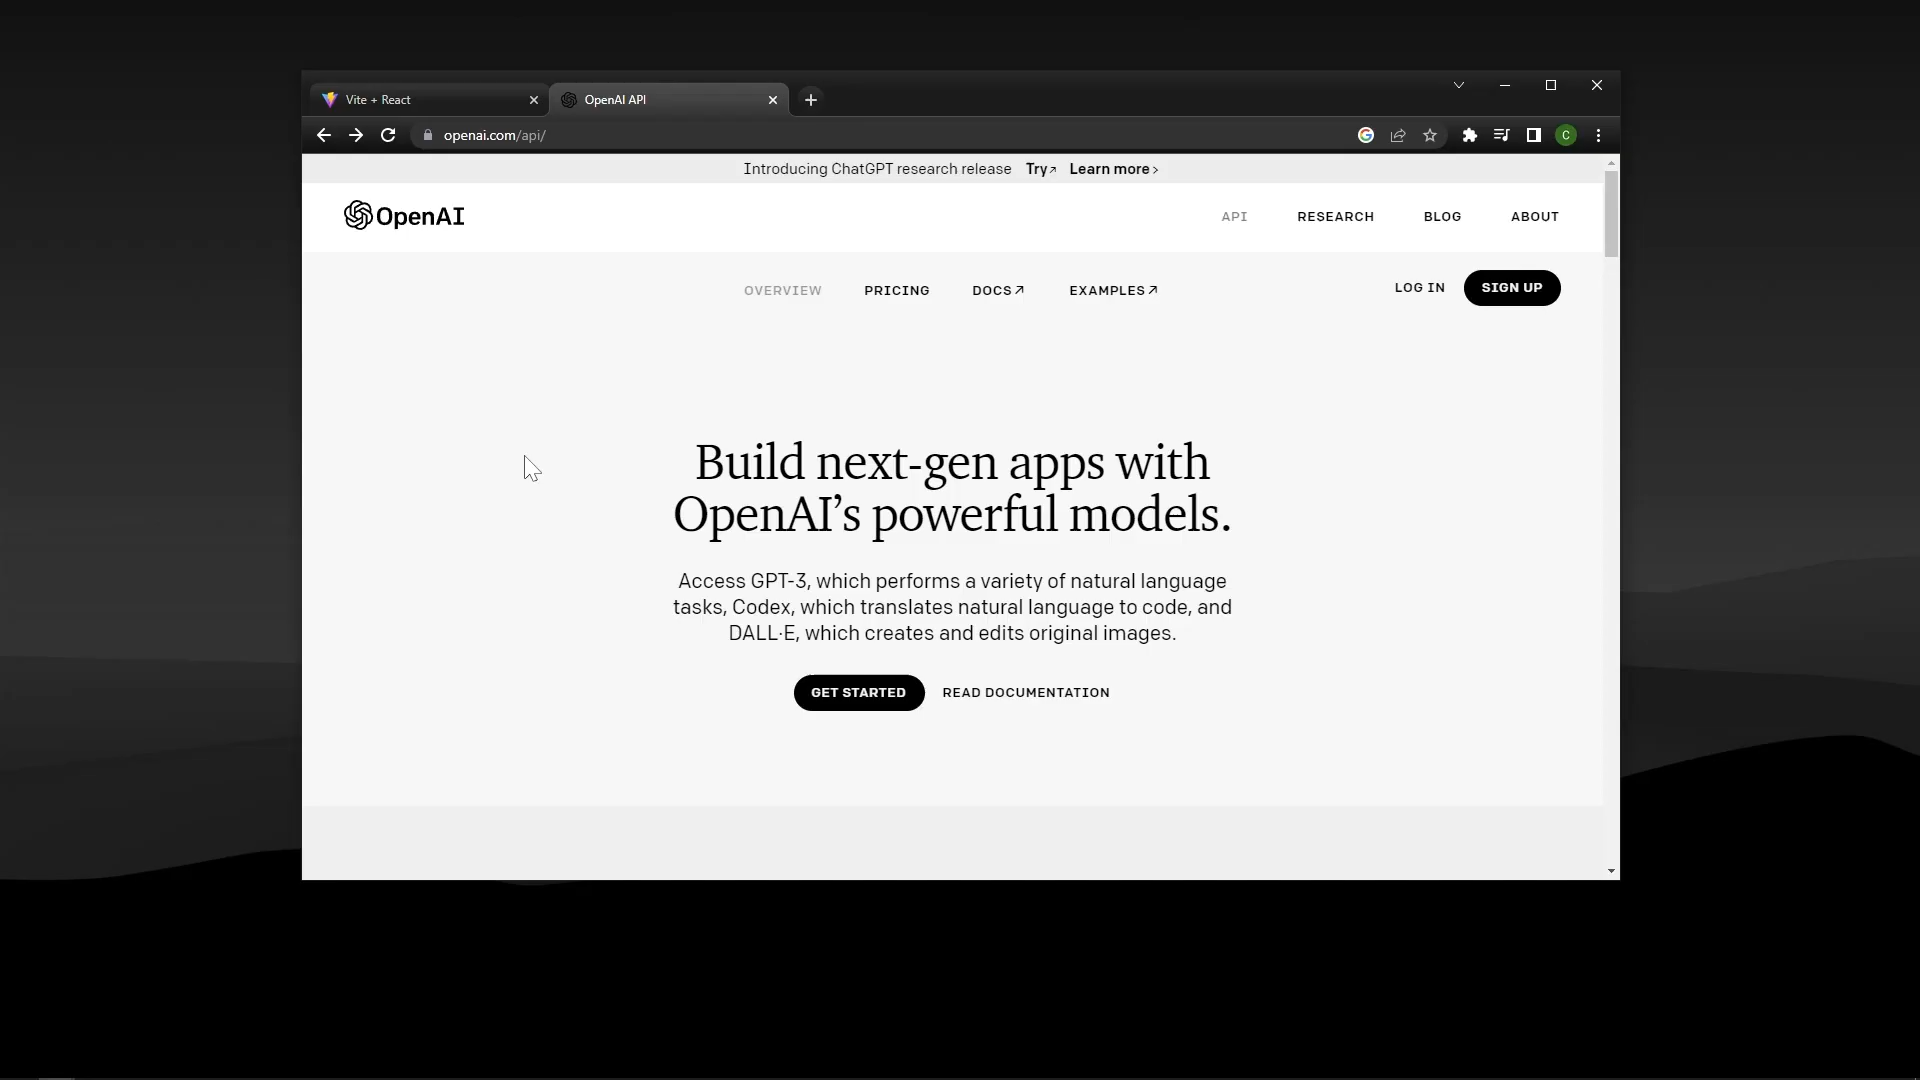 Vite + React
OpenAI API
openai.com/api/
C
Introducing ChatGPT research release Try↗ Learn more >
OpenAI
API RESEARCH BLOG ABOUT
OVERVIEW PRICING DOCS↗ EXAMPLES↗ LOG IN SIGN UP
Build next-gen apps with
OpenAI’s powerful models.
Access GPT-3, which performs a variety of natural language
tasks, Codex, which translates natural language to code, and
DALL·E, which creates and edits original images.
GET STARTED READ DOCUMENTATION